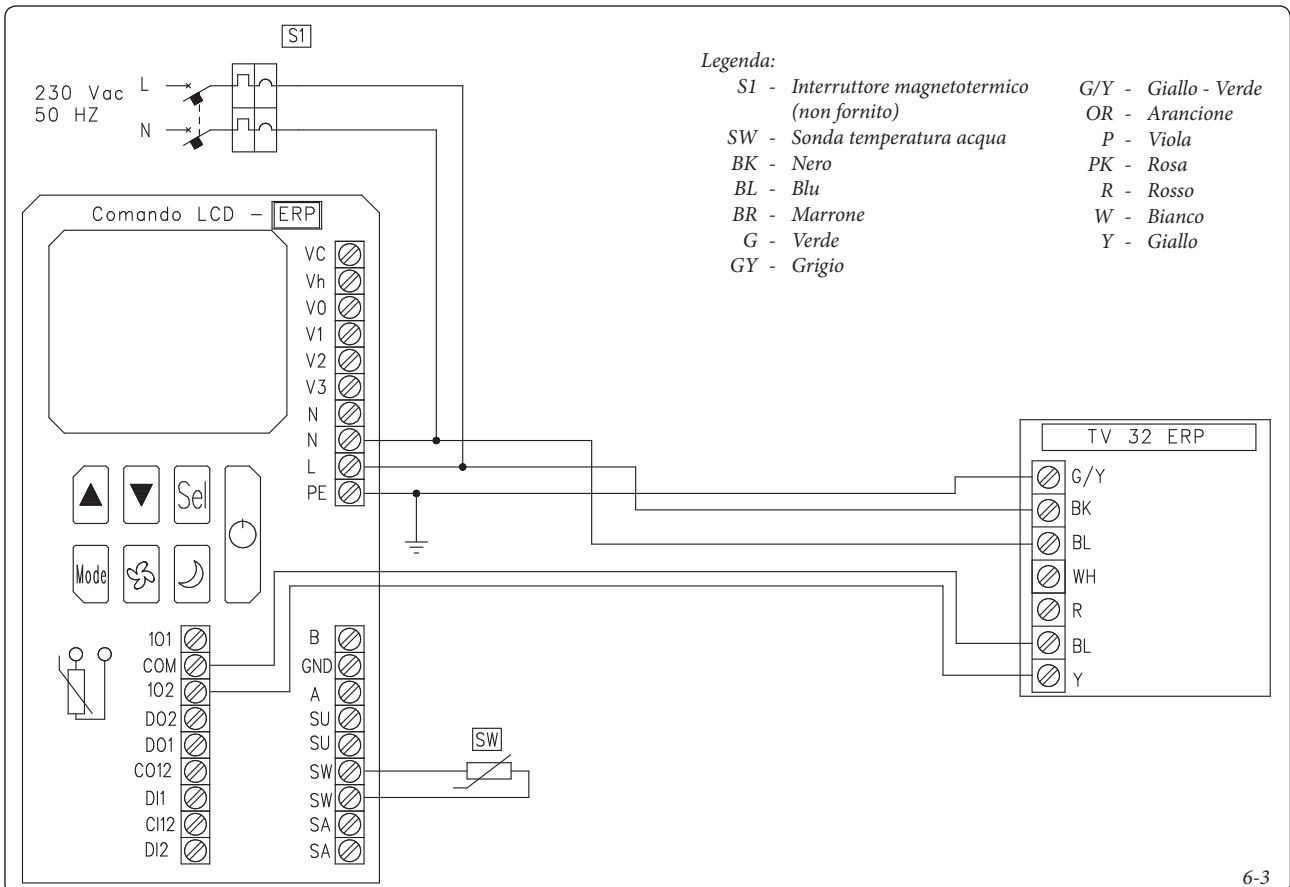 S1
230 Vac
50 HZ
L
N
Legenda:
S1 - Interruttore magnetotermico
(non fornito)
SW - Sonda temperatura acqua
BK - Nero
BL - Blu
BR - Marrone
G - Verde
GY - Grigio
G/Y - Giallo - Verde
OR - Arancione
P - Viola
PK - Rosa
R - Rosso
W - Bianco
Y - Giallo
Comando LCD - ERP
VC
Vh
V0
V1
V2
V3
N
N
L
PE
Sel
Mode
101
COM
102
DO2
DO1
CO12
DI1
CI12
DI2
B
GND
A
SU
SU
SW
SW
SA
SA
SW
TV 32 ERP
G/Y
BK
BL
WH
R
BL
Y
6-3